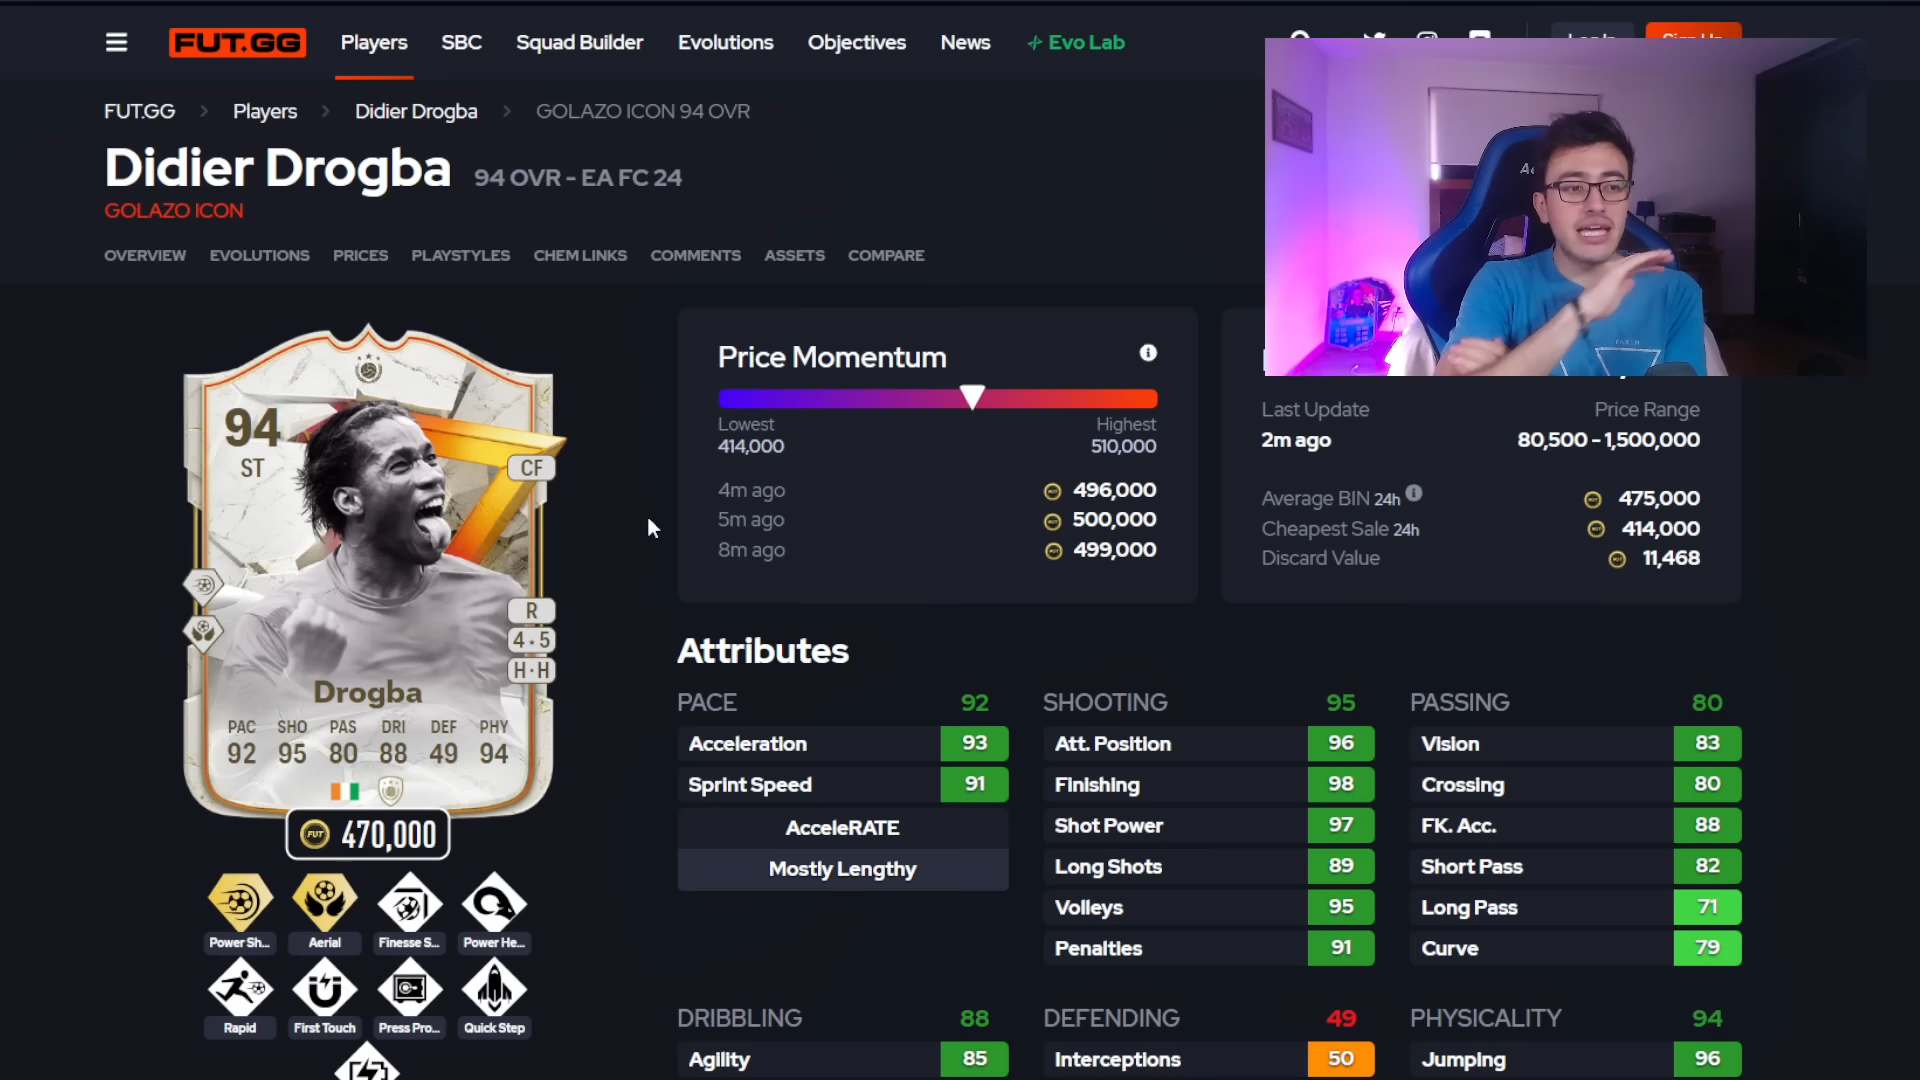 FUT.GG
Players
SBC
Squad Builder
Evolutions
Objectives
News
Evo Lab
FUT.GG > Players > Didier Drogba > GOLAZO ICON 94 OVR
Didier Drogba 94 OVR - EA FC 24
GOLAZO ICON
OVERVIEW
EVOLUTIONS
PRICES
PLAYSTYLES
CHEM LINKS
COMMENTS
ASSETS
COMPARE
94
ST
CF
R
4 · 5
H · H
Drogba
PAC SHO PAS DRI DEF PHY
92 95 80 88 49 94
FUT 470,000
Power Sh...
Aerial
Finesse S...
Power He...
Rapid
First Touch
Press Pro...
Quick Step
Price Momentum
Lowest
Highest
414,000
510,000
4m ago 496,000
5m ago 500,000
8m ago 499,000
Last Update
Price Range
2m ago
80,500 - 1,500,000
Average BIN 24h 475,000
Cheapest Sale 24h 414,000
Discard Value 11,468
Attributes
PACE 92
Acceleration 93
Sprint Speed 91
AcceleRATE
Mostly Lengthy
SHOOTING 95
Att. Position 96
Finishing 98
Shot Power 97
Long Shots 89
Volleys 95
Penalties 91
PASSING 80
Vision 83
Crossing 80
FK. Acc. 88
Short Pass 82
Long Pass 71
Curve 79
DRIBBLING 88
Agility 85
DEFENDING 49
Interceptions 50
PHYSICALITY 94
Jumping 96